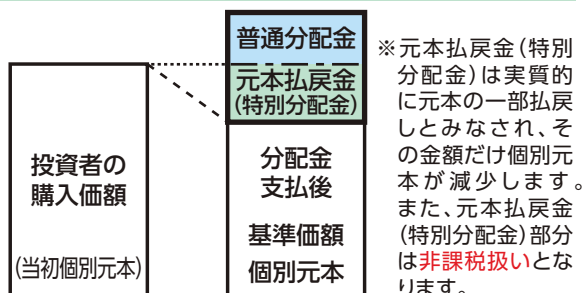 普通分配金
元本払戻金
(特別分配金)
投資者の
購入価額
(当初個別元本)
分配金
支払後
基準価額
個別元本
※元本払戻金(特別
分配金)は実質的
に元本の一部払戻
しとみなされ、そ
の金額だけ個別元
本が減少します。
また、元本払戻金
(特別分配金)部分
は非課税扱いとな
ります。